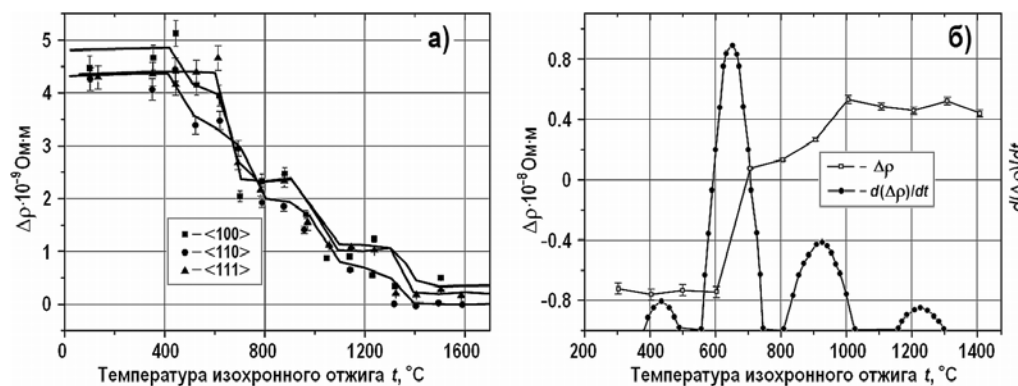 а)
5
4
3
2
1
0
Δρ·10⁻⁹Ом·м
–<100>
–<110>
–<111>
0 400 800 1200 1600
Температура изохронного отжига t, °C
б)
0.8
0.4
0
-0.4
-0.8
Δρ·10⁻⁸Ом·м
– Δρ
– d(Δρ)/dt
d(Δρ)/dt
200 400 600 800 1000 1200 1400
Температура изохронного отжига t, °C